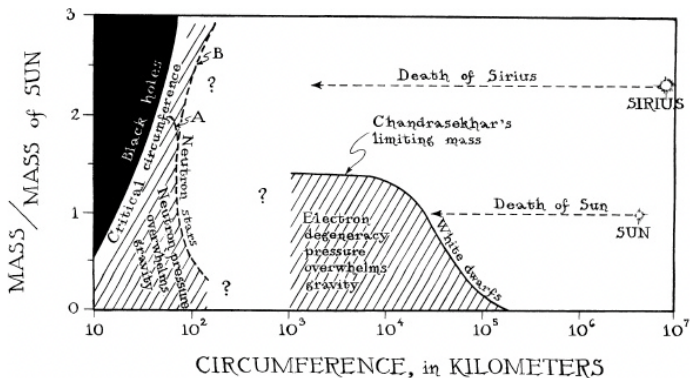 3
2
1
0
MASS/MASS of SUN
Black holes
Critical circumference
B
A
Neutron stars
Neutron pressure
overwhelms
gravity
?
?
?
Death of Sirius
SIRIUS
Chandrasekhar's
limiting mass
Electron
degeneracy
pressure
overwhelms
gravity
White dwarfs
Death of Sun
SUN
10
10²
10³
10⁴
10⁵
10⁶
10⁷
CIRCUMFERENCE, in KILOMETERS